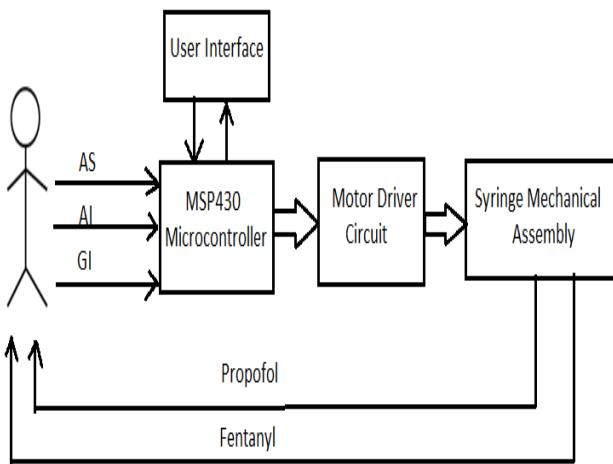 User Interface
AS
AI
GI
MSP430
Microcontroller
Motor Driver
Circuit
Syringe Mechanical
Assembly
Propofol
Fentanyl